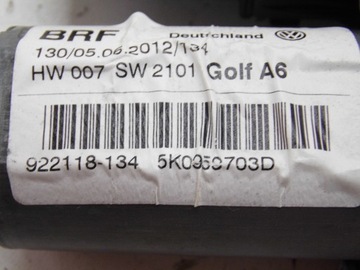 BRF Deutschland
130/05.06.2012/134
HW 007 SW 2101 Golf A6
922118-134 5K0959703D